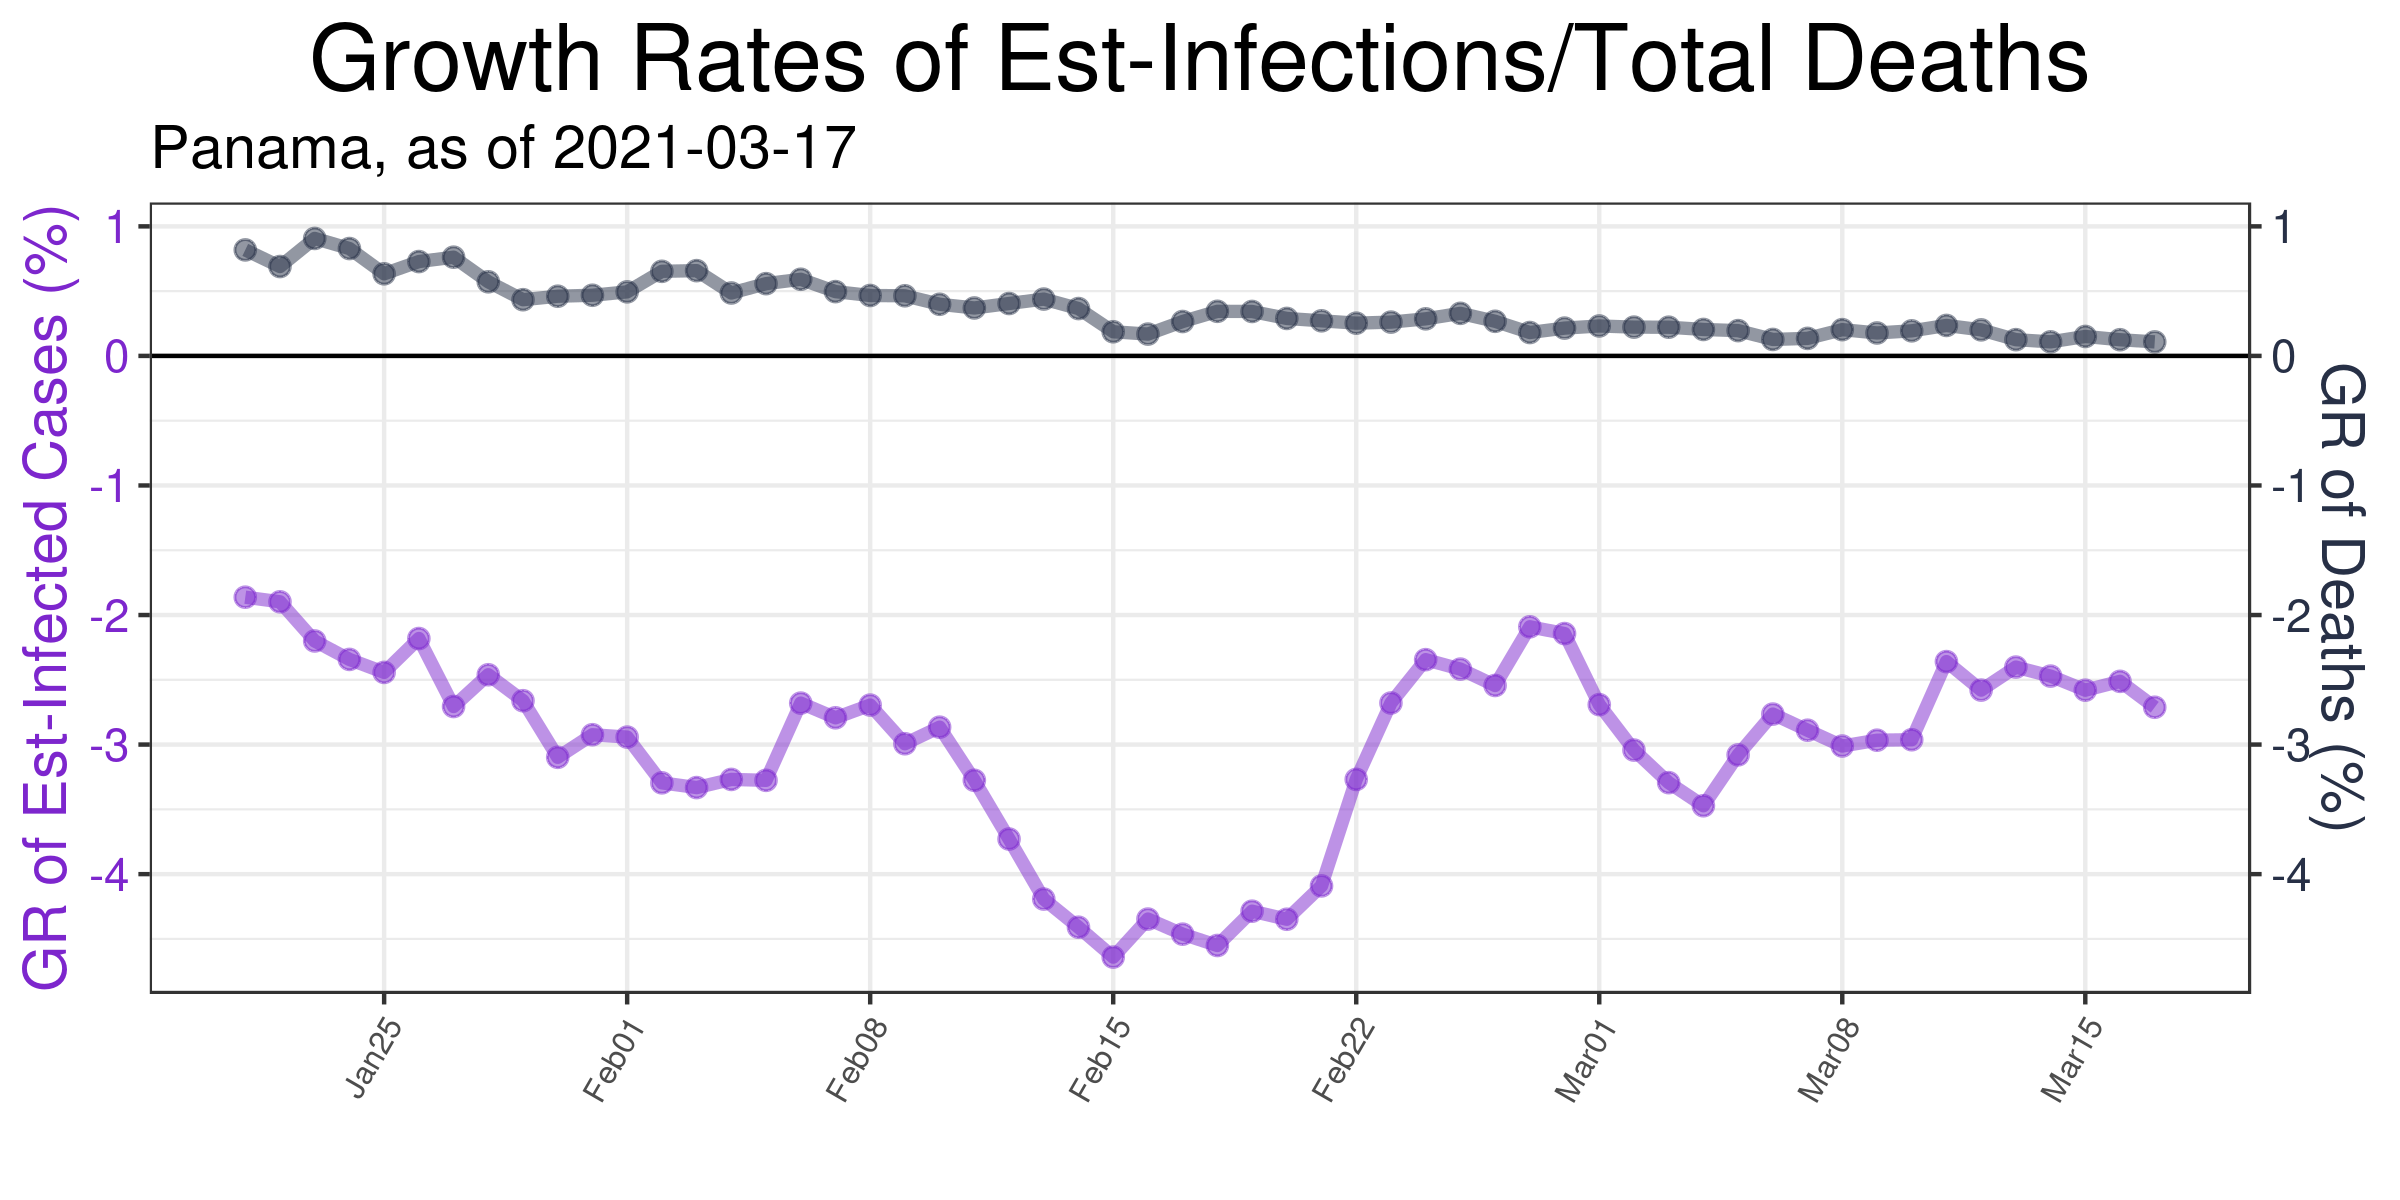 Growth Rates of Est-Infections/Total Deaths
Panama, as of 2021-03-17
GR of Est-Infected Cases (%)
1
0
-1
-2
-3
-4
1
0
-1
-2
-3
-4
GR of Deaths (%)
Jan25
Feb01
Feb08
Feb15
Feb22
Mar01
Mar08
Mar15